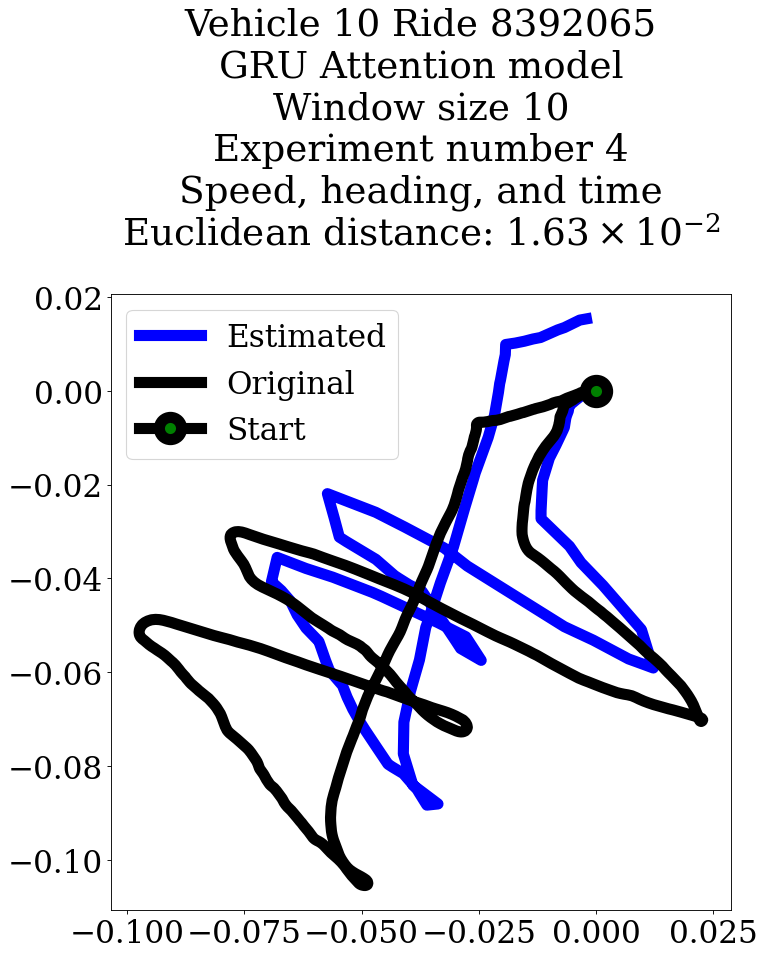 Vehicle 10 Ride 8392065
GRU Attention model
Window size 10
Experiment number 4
Speed, heading, and time
Euclidean distance: 1.63 × 10⁻²
0.02
0.00
−0.02
−0.04
−0.06
−0.08
−0.10
Estimated
Original
Start
−0.100 −0.075 −0.050 −0.025 0.000 0.025